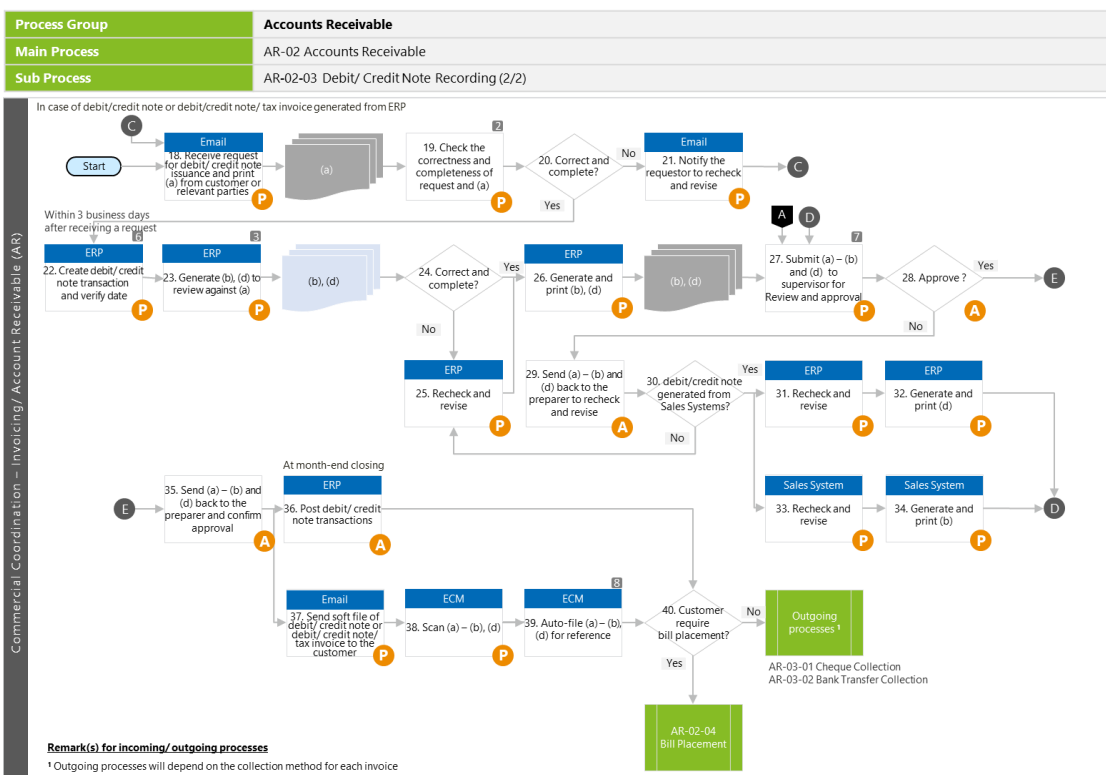 Process Group
Accounts Receivable
Main Process
AR-02 Accounts Receivable
Sub Process
AR-02-03 Debit/ Credit Note Recording (2/2)
Commercial Coordination – Invoicing/ Account Receivable (AR)
In case of debit/credit note or debit/credit note/ tax invoice generated from ERP
C
Start
Email
18. Receive request
for debit/ credit note
issuance and print
(a) from customer or
relevant parties
P
(a)
2
19. Check the
correctness and
completeness of
request and (a)
P
20. Correct and
complete?
No
Yes
Email
21. Notify the
requestor to recheck
and revise
P
C
Within 3 business days
after receiving a request
6
ERP
22. Create debit/ credit
note transaction
and verify date
P
3
ERP
23. Generate (b), (d) to
review against (a)
P
(b), (d)
24. Correct and
complete?
Yes
No
ERP
26. Generate and
print (b), (d)
P
(b), (d)
A
D
7
27. Submit (a) – (b)
and (d) to
supervisor for
Review and approval
P
28. Approve ?
Yes
No
A
E
ERP
25. Recheck and
revise
P
29. Send (a) – (b) and
(d) back to the
preparer to recheck
and revise
A
30. debit/credit note
generated from
Sales Systems?
Yes
No
ERP
31. Recheck and
revise
P
ERP
32. Generate and
print (d)
P
Sales System
33. Recheck and
revise
P
Sales System
34. Generate and
print (b)
P
D
E
35. Send (a) – (b) and
(d) back to the
preparer and confirm
approval
A
At month-end closing
ERP
36. Post debit/ credit
note transactions
A
Email
37. Send soft file of
debit/ credit note or
debit/ credit note/
tax invoice to the
customer
P
ECM
38. Scan (a) – (b), (d)
P
8
ECM
39. Auto-file (a) – (b),
(d) for reference
40. Customer
require
bill placement?
No
Yes
Outgoing
processes ¹
AR-03-01 Cheque Collection
AR-03-02 Bank Transfer Collection
AR-02-04
Bill Placement
Remark(s) for incoming/ outgoing processes
¹ Outgoing processes will depend on the collection method for each invoice